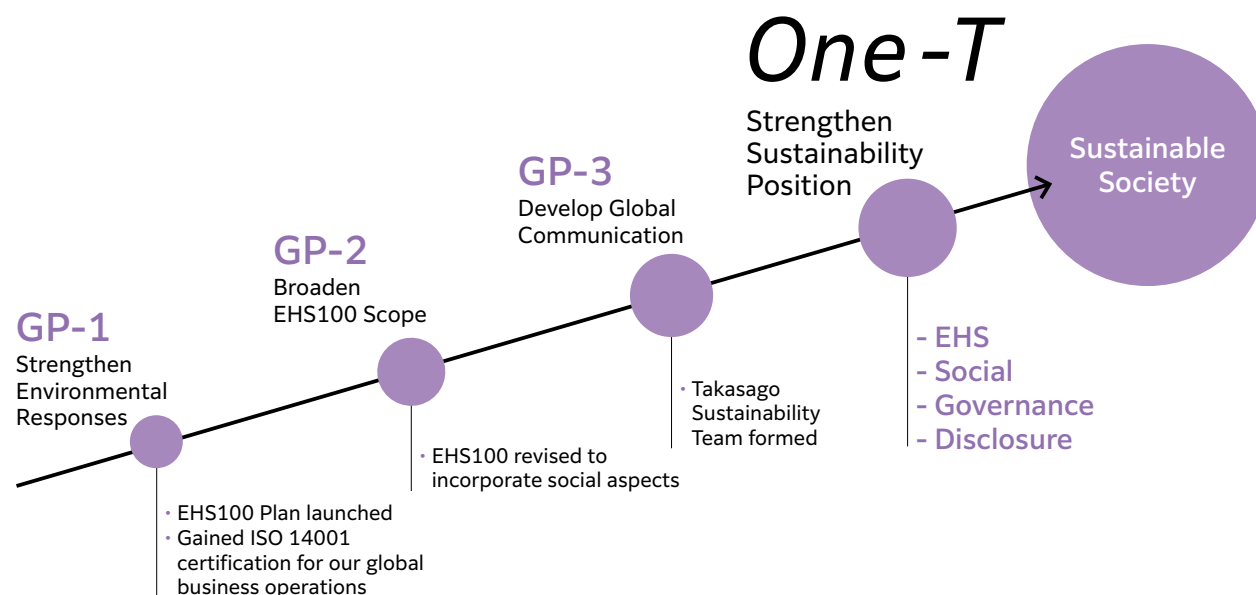 GP-1
Strengthen
Environmental
Responses
· EHS100 Plan launched
· Gained ISO 14001
certification for our global
business operations
GP-2
Broaden
EHS100 Scope
· EHS100 revised to
incorporate social aspects
GP-3
Develop Global
Communication
· Takasago
Sustainability
Team formed
One-T
Strengthen
Sustainability
Position
- EHS
- Social
- Governance
- Disclosure
Sustainable
Society